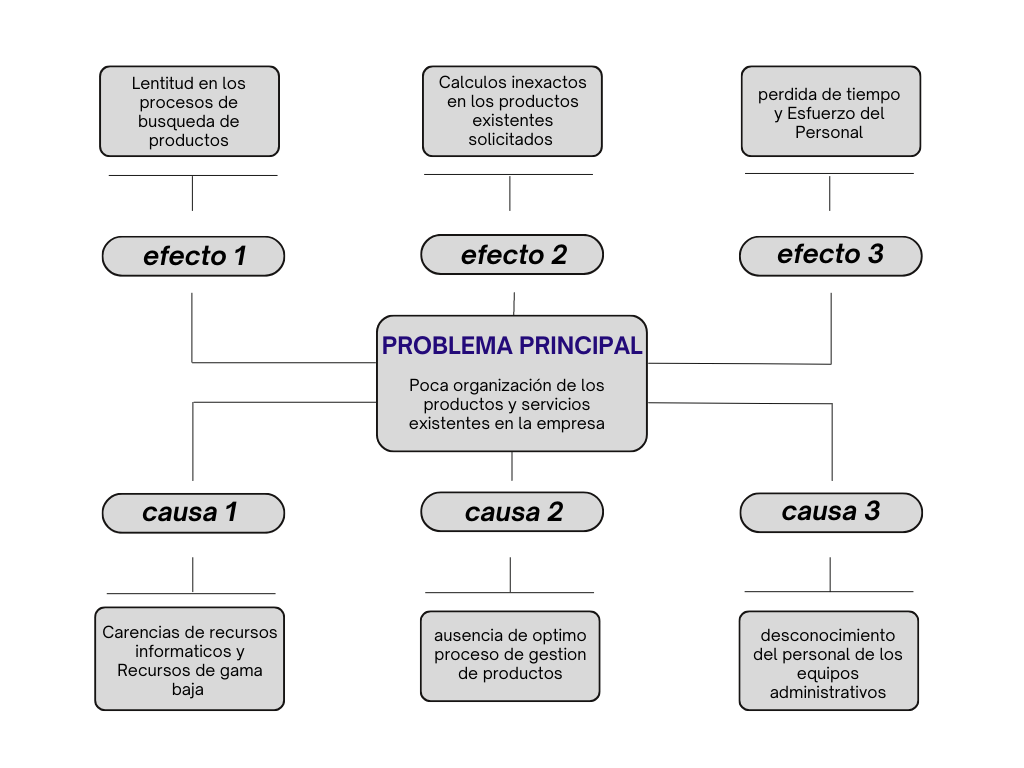 Lentitud en los
procesos de
busqueda de
productos
Calculos inexactos
en los productos
existentes
solicitados
perdida de tiempo
y Esfuerzo del
Personal
efecto 1
efecto 2
efecto 3
PROBLEMA PRINCIPAL
Poca organización de los
productos y servicios
existentes en la empresa
causa 1
causa 2
causa 3
Carencias de recursos
informaticos y
Recursos de gama
baja
ausencia de optimo
proceso de gestion
de productos
desconocimiento
del personal de los
equipos
administrativos